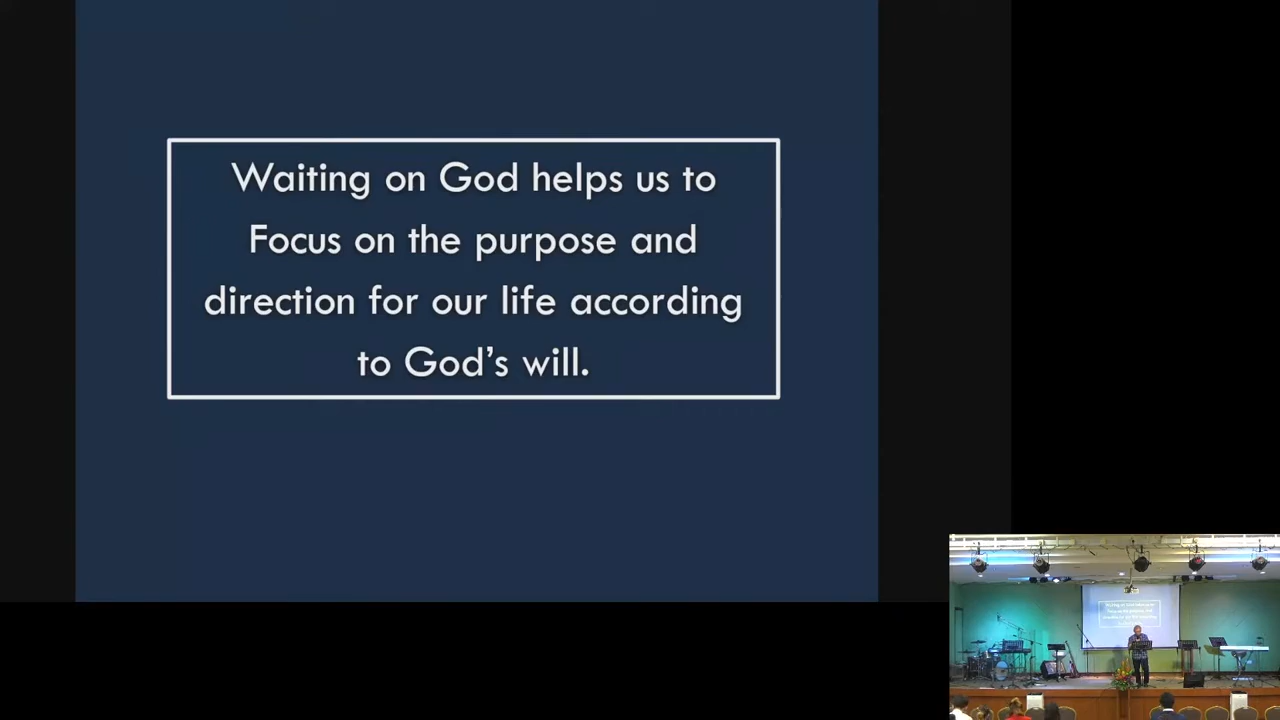 Waiting on God helps us to
Focus on the purpose and
direction for our life according
to God's will.